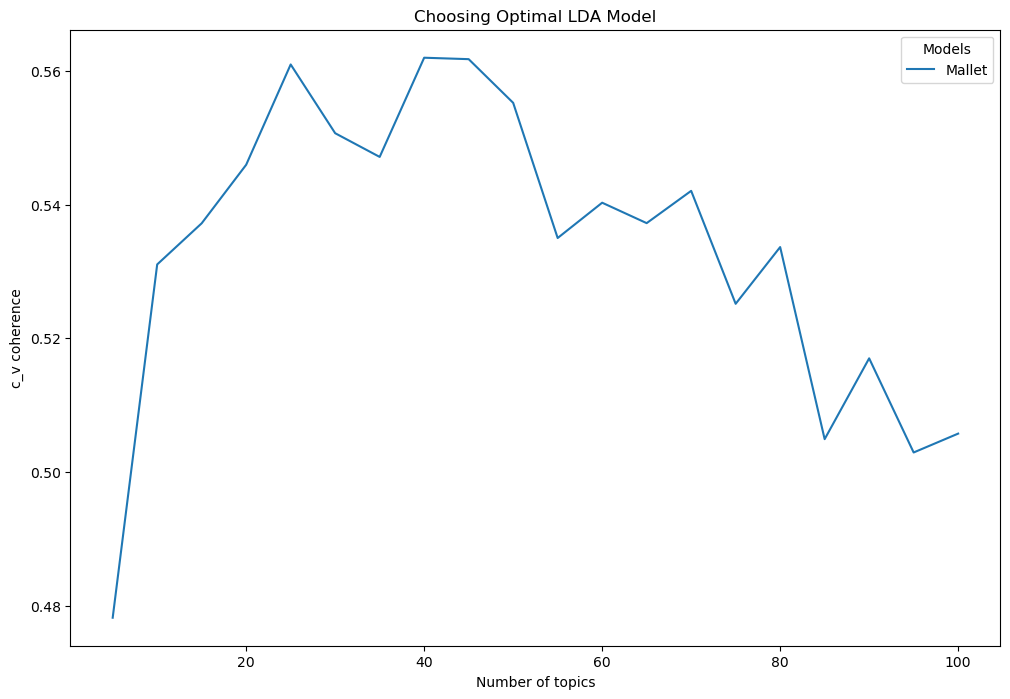 Choosing Optimal LDA Model
Models
Mallet
0.56
0.54
0.52
0.50
0.48
c_v coherence
20 40 60 80 100
Number of topics